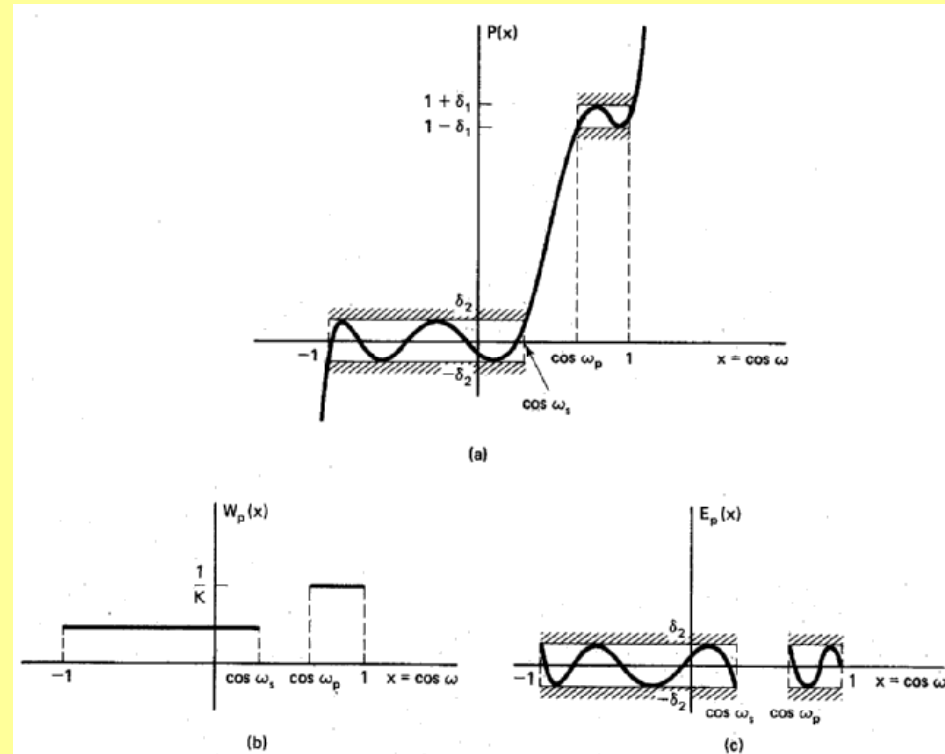 P(x)
1 + δ₁
1 − δ₁
δ₂
−1
−δ₂
cos ωₚ
1
x = cos ω
cos ωₛ
(a)
Wₚ(x)
1
K
−1
cos ωₛ
cos ωₚ
1
x = cos ω
(b)
Eₚ(x)
δ₂
−1
−δ₂
cos ωₛ
cos ωₚ
1
x = cos ω
(c)